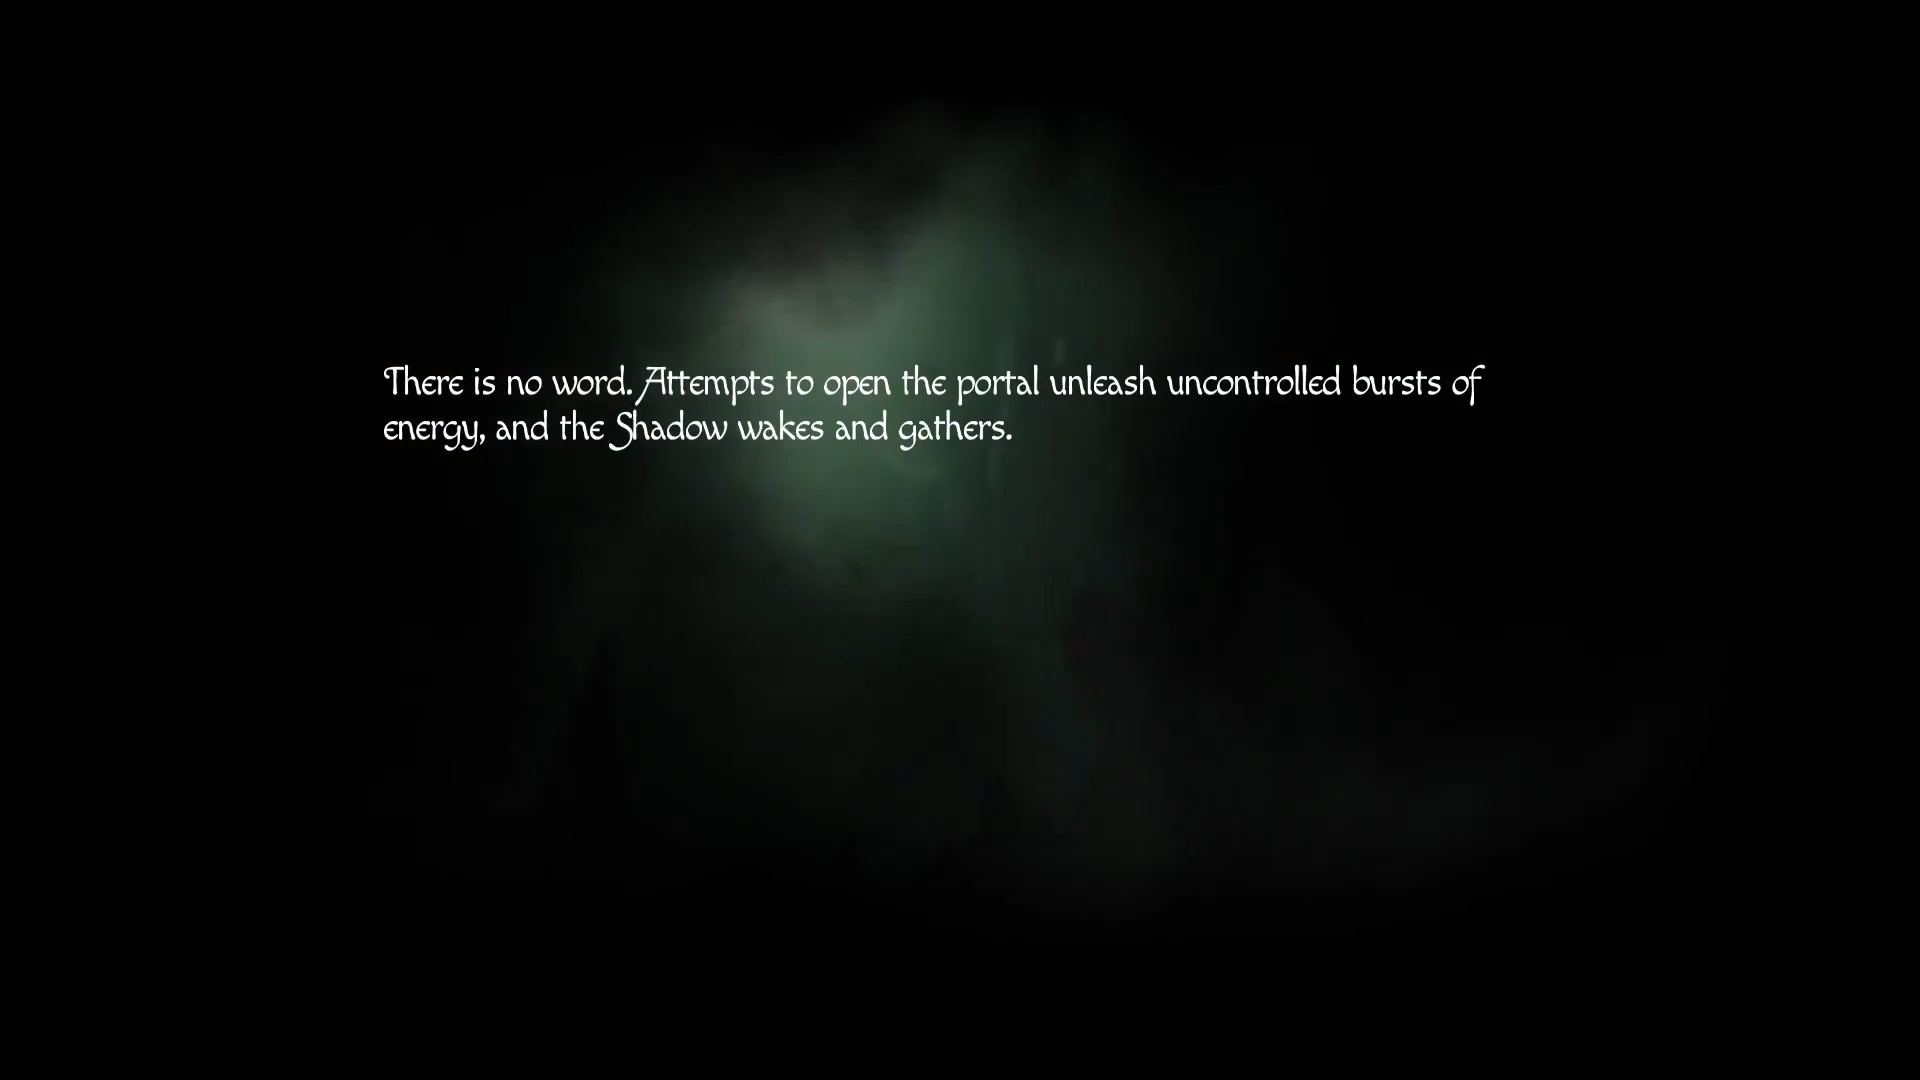 There is no word. Attempts to open the portal unleash uncontrolled bursts of
energy, and the Shadow wakes and gathers.